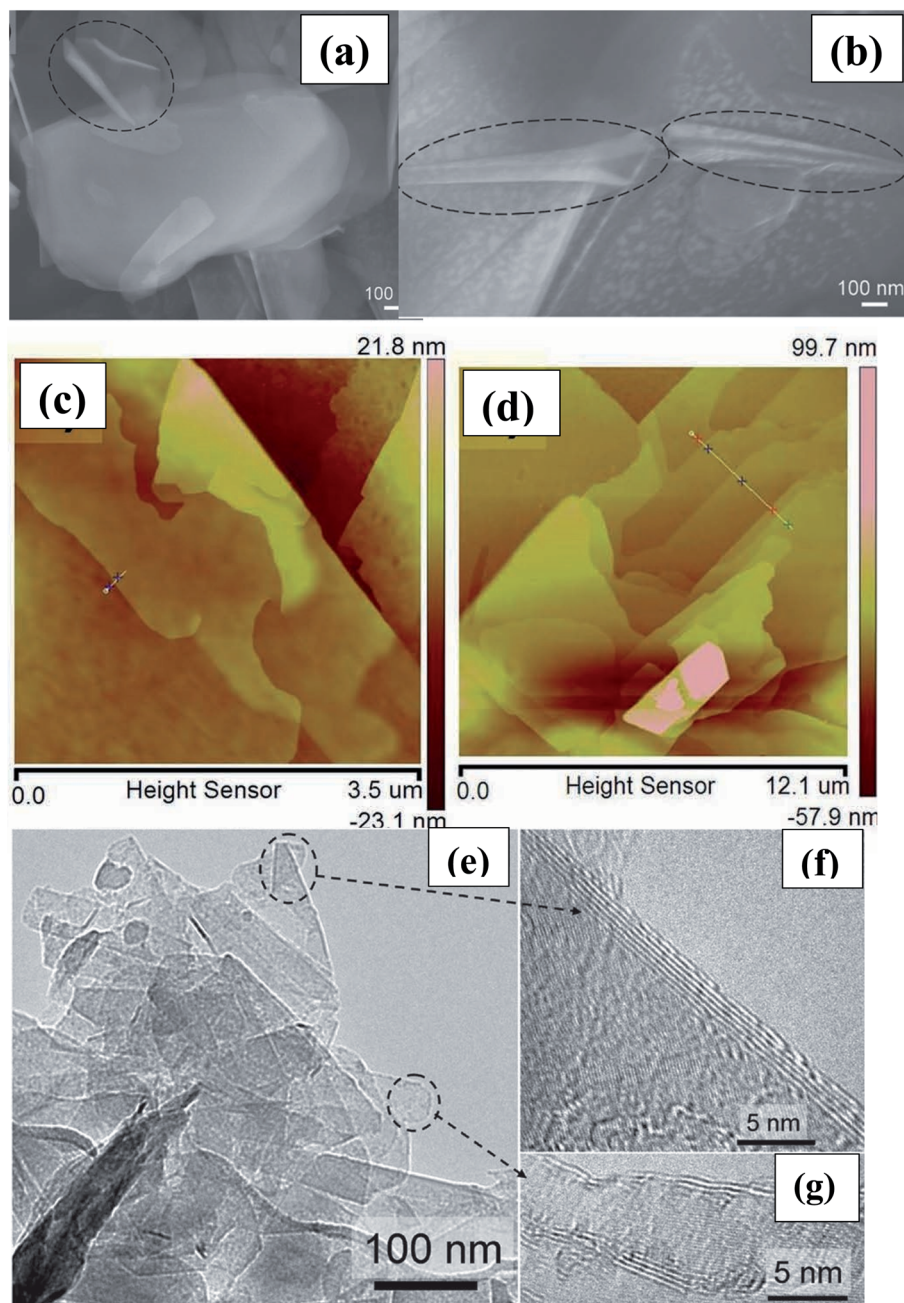 (a)
(b)
100
100 nm
21.8 nm
99.7 nm
(c)
(d)
0.0
Height Sensor
3.5 um
-23.1 nm
0.0
Height Sensor
12.1 um
-57.9 nm
(e)
(f)
100 nm
5 nm
(g)
5 nm